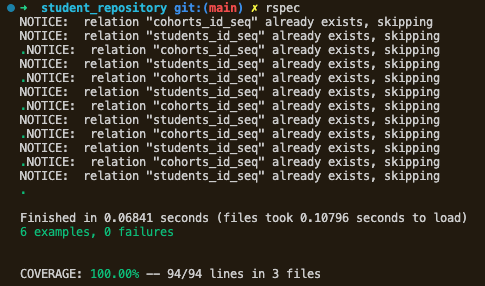 ➜  student_repository git:(main) ✗ rspec
NOTICE:  relation "cohorts_id_seq" already exists, skipping
NOTICE:  relation "students_id_seq" already exists, skipping
.NOTICE:  relation "cohorts_id_seq" already exists, skipping
NOTICE:  relation "students_id_seq" already exists, skipping
.NOTICE:  relation "cohorts_id_seq" already exists, skipping
NOTICE:  relation "students_id_seq" already exists, skipping
.NOTICE:  relation "cohorts_id_seq" already exists, skipping
NOTICE:  relation "students_id_seq" already exists, skipping
.NOTICE:  relation "cohorts_id_seq" already exists, skipping
NOTICE:  relation "students_id_seq" already exists, skipping
.NOTICE:  relation "cohorts_id_seq" already exists, skipping
NOTICE:  relation "students_id_seq" already exists, skipping
.
Finished in 0.06841 seconds (files took 0.10796 seconds to load)
6 examples, 0 failures
COVERAGE: 100.00% -- 94/94 lines in 3 files